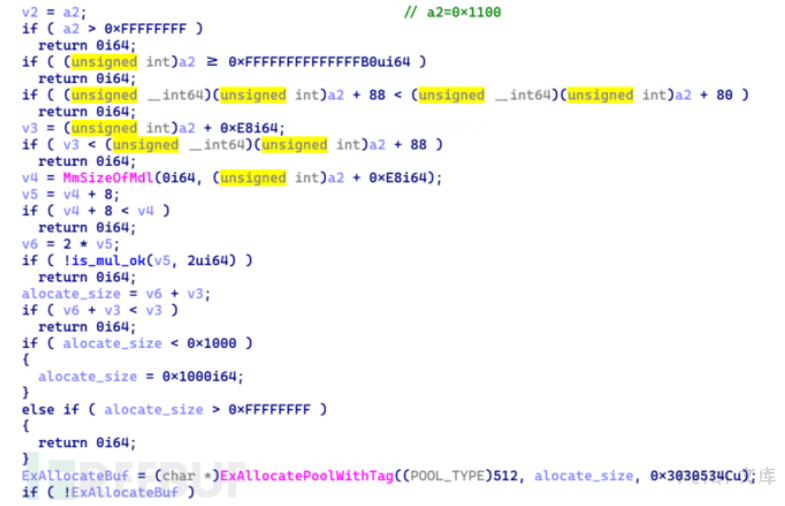 v2 = a2; // a2=0×1100
if ( a2 > 0×FFFFFFFF )
return 0i64;
if ( (unsigned int)a2 ≥ 0×FFFFFFFFFFFFFFB0ui64 )
return 0i64;
if ( (unsigned __int64)(unsigned int)a2 + 88 < (unsigned __int64)(unsigned int)a2 + 80 )
return 0i64;
v3 = (unsigned int)a2 + 0×E8i64;
if ( v3 < (unsigned __int64)(unsigned int)a2 + 88 )
return 0i64;
v4 = MmSizeOfMdl(0i64, (unsigned int)a2 + 0×E8i64);
v5 = v4 + 8;
if ( v4 + 8 < v4 )
return 0i64;
v6 = 2 * v5;
if ( !is_mul_ok(v5, 2ui64) )
return 0i64;
alocate_size = v6 + v3;
if ( v6 + v3 < v3 )
return 0i64;
if ( alocate_size < 0×1000 )
{
alocate_size = 0×1000i64;
}
else if ( alocate_size > 0×FFFFFFFF )
{
return 0i64;
}
ExAllocateBuf = (char *)ExAllocatePoolWithTag((POOL_TYPE)512, alocate_size, 0×3030534Cu);
if ( !ExAllocateBuf )